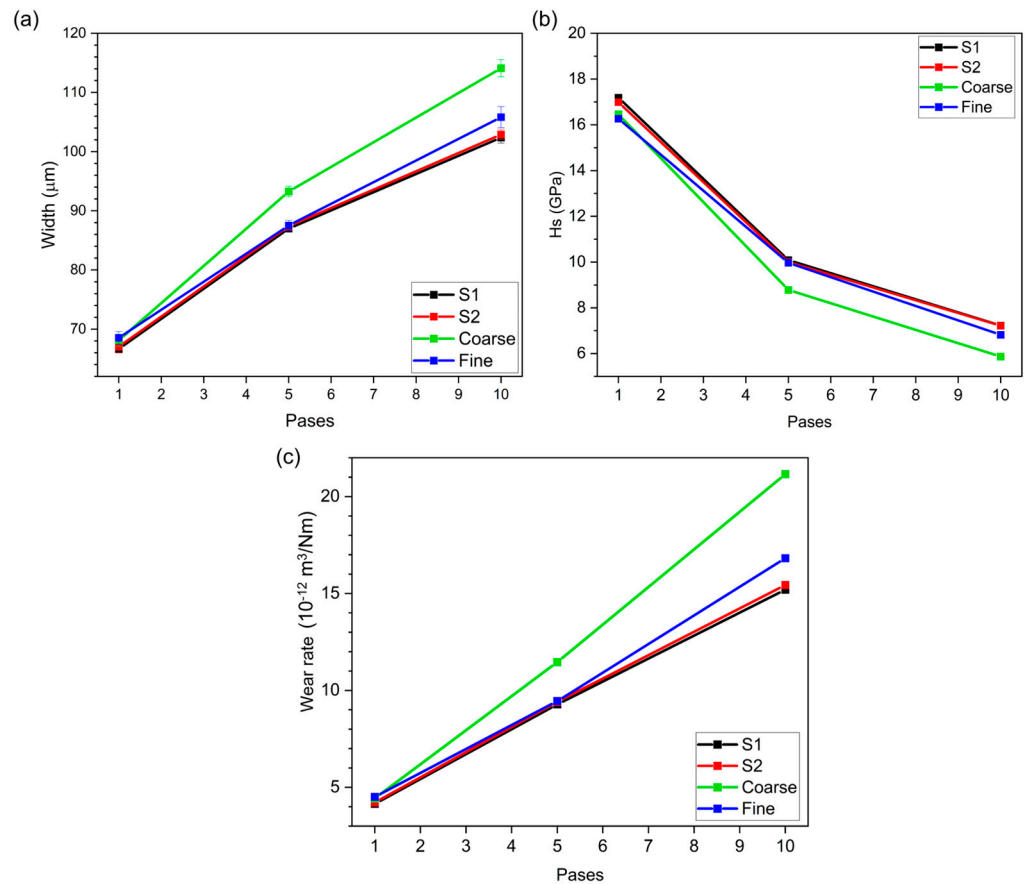 (a)
120
110
100
90
80
70
Width (μm)
S1
S2
Coarse
Fine
1 2 3 4 5 6 7 8 9 10
Pases
(b)
20
18
16
14
12
10
8
6
Hs (GPa)
S1
S2
Coarse
Fine
1 2 3 4 5 6 7 8 9 10
Pases
(c)
20
15
10
5
Wear rate (10⁻¹² m³/Nm)
S1
S2
Coarse
Fine
1 2 3 4 5 6 7 8 9 10
Pases